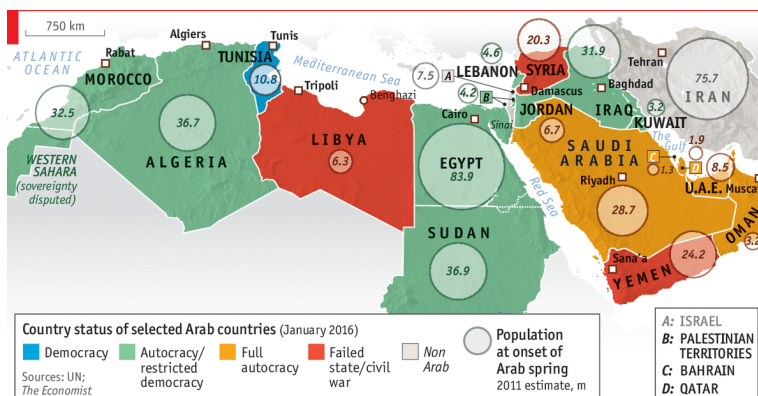 750 km
ATLANTIC
OCEAN
Rabat
MOROCCO
32.5
WESTERN
SAHARA
(sovereignty
disputed)
Algiers
36.7
ALGERIA
Tunis
TUNISIA
10.8
Mediterranean Sea
Tripoli
Benghazi
LIBYA
6.3
7.5
A
4.6
LEBANON
4.2
B
Cairo
Sinai
EGYPT
83.9
SUDAN
36.9
20.3
SYRIA
Damascus
JORDAN
6.7
31.9
Baghdad
IRAQ
Tehran
75.7
IRAN
3.2
KUWAIT
The
Gulf
SAUDI
ARABIA
Riyadh
28.7
C
1.3
1.9
D
8.5
U.A.E.
Muscat
OMAN
3.2
Red Sea
Sana'a
YEMEN
24.2
Country status of selected Arab countries (January 2016)
Democracy
Autocracy/
restricted
democracy
Full
autocracy
Failed
state/civil
war
Non
Arab
Population
at onset of
Arab spring
2011 estimate, m
Sources: UN;
The Economist
A: ISRAEL
B: PALESTINIAN
TERRITORIES
C: BAHRAIN
D: QATAR